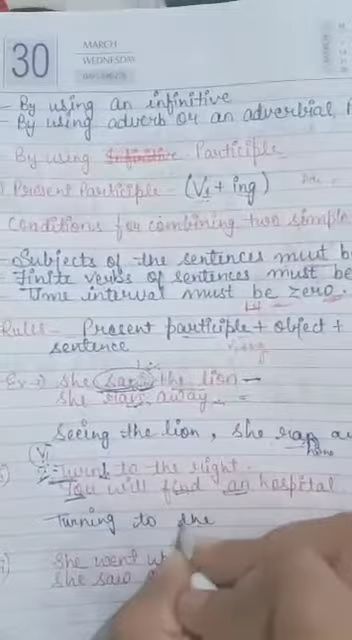 30
MARCH
WEDNESDAY
- By using an infinitive
- By using adverb or an adverbial
By using Participle
Present Participle - (V1 + ing)
Conditions for combining two simple
- Subjects of the sentences must be
- Finite verbs of sentences must be
Time interval must be zero.
Rules - Present participle + object +
sentence
Ex -> She saw the lion -
She ran away.
Seeing the lion, she ran
Turn to the right.
You will find an hospital
Turning to the
She went
She saw